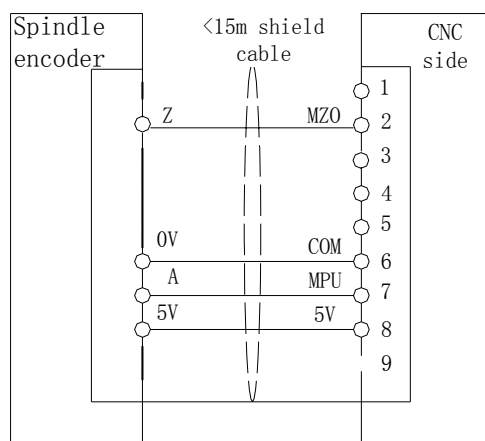 Spindle
encoder
<15m shield
cable
CNC
side
1
Z MZO 2
3
4
5
0V COM 6
A MPU 7
5V 5V 8
9